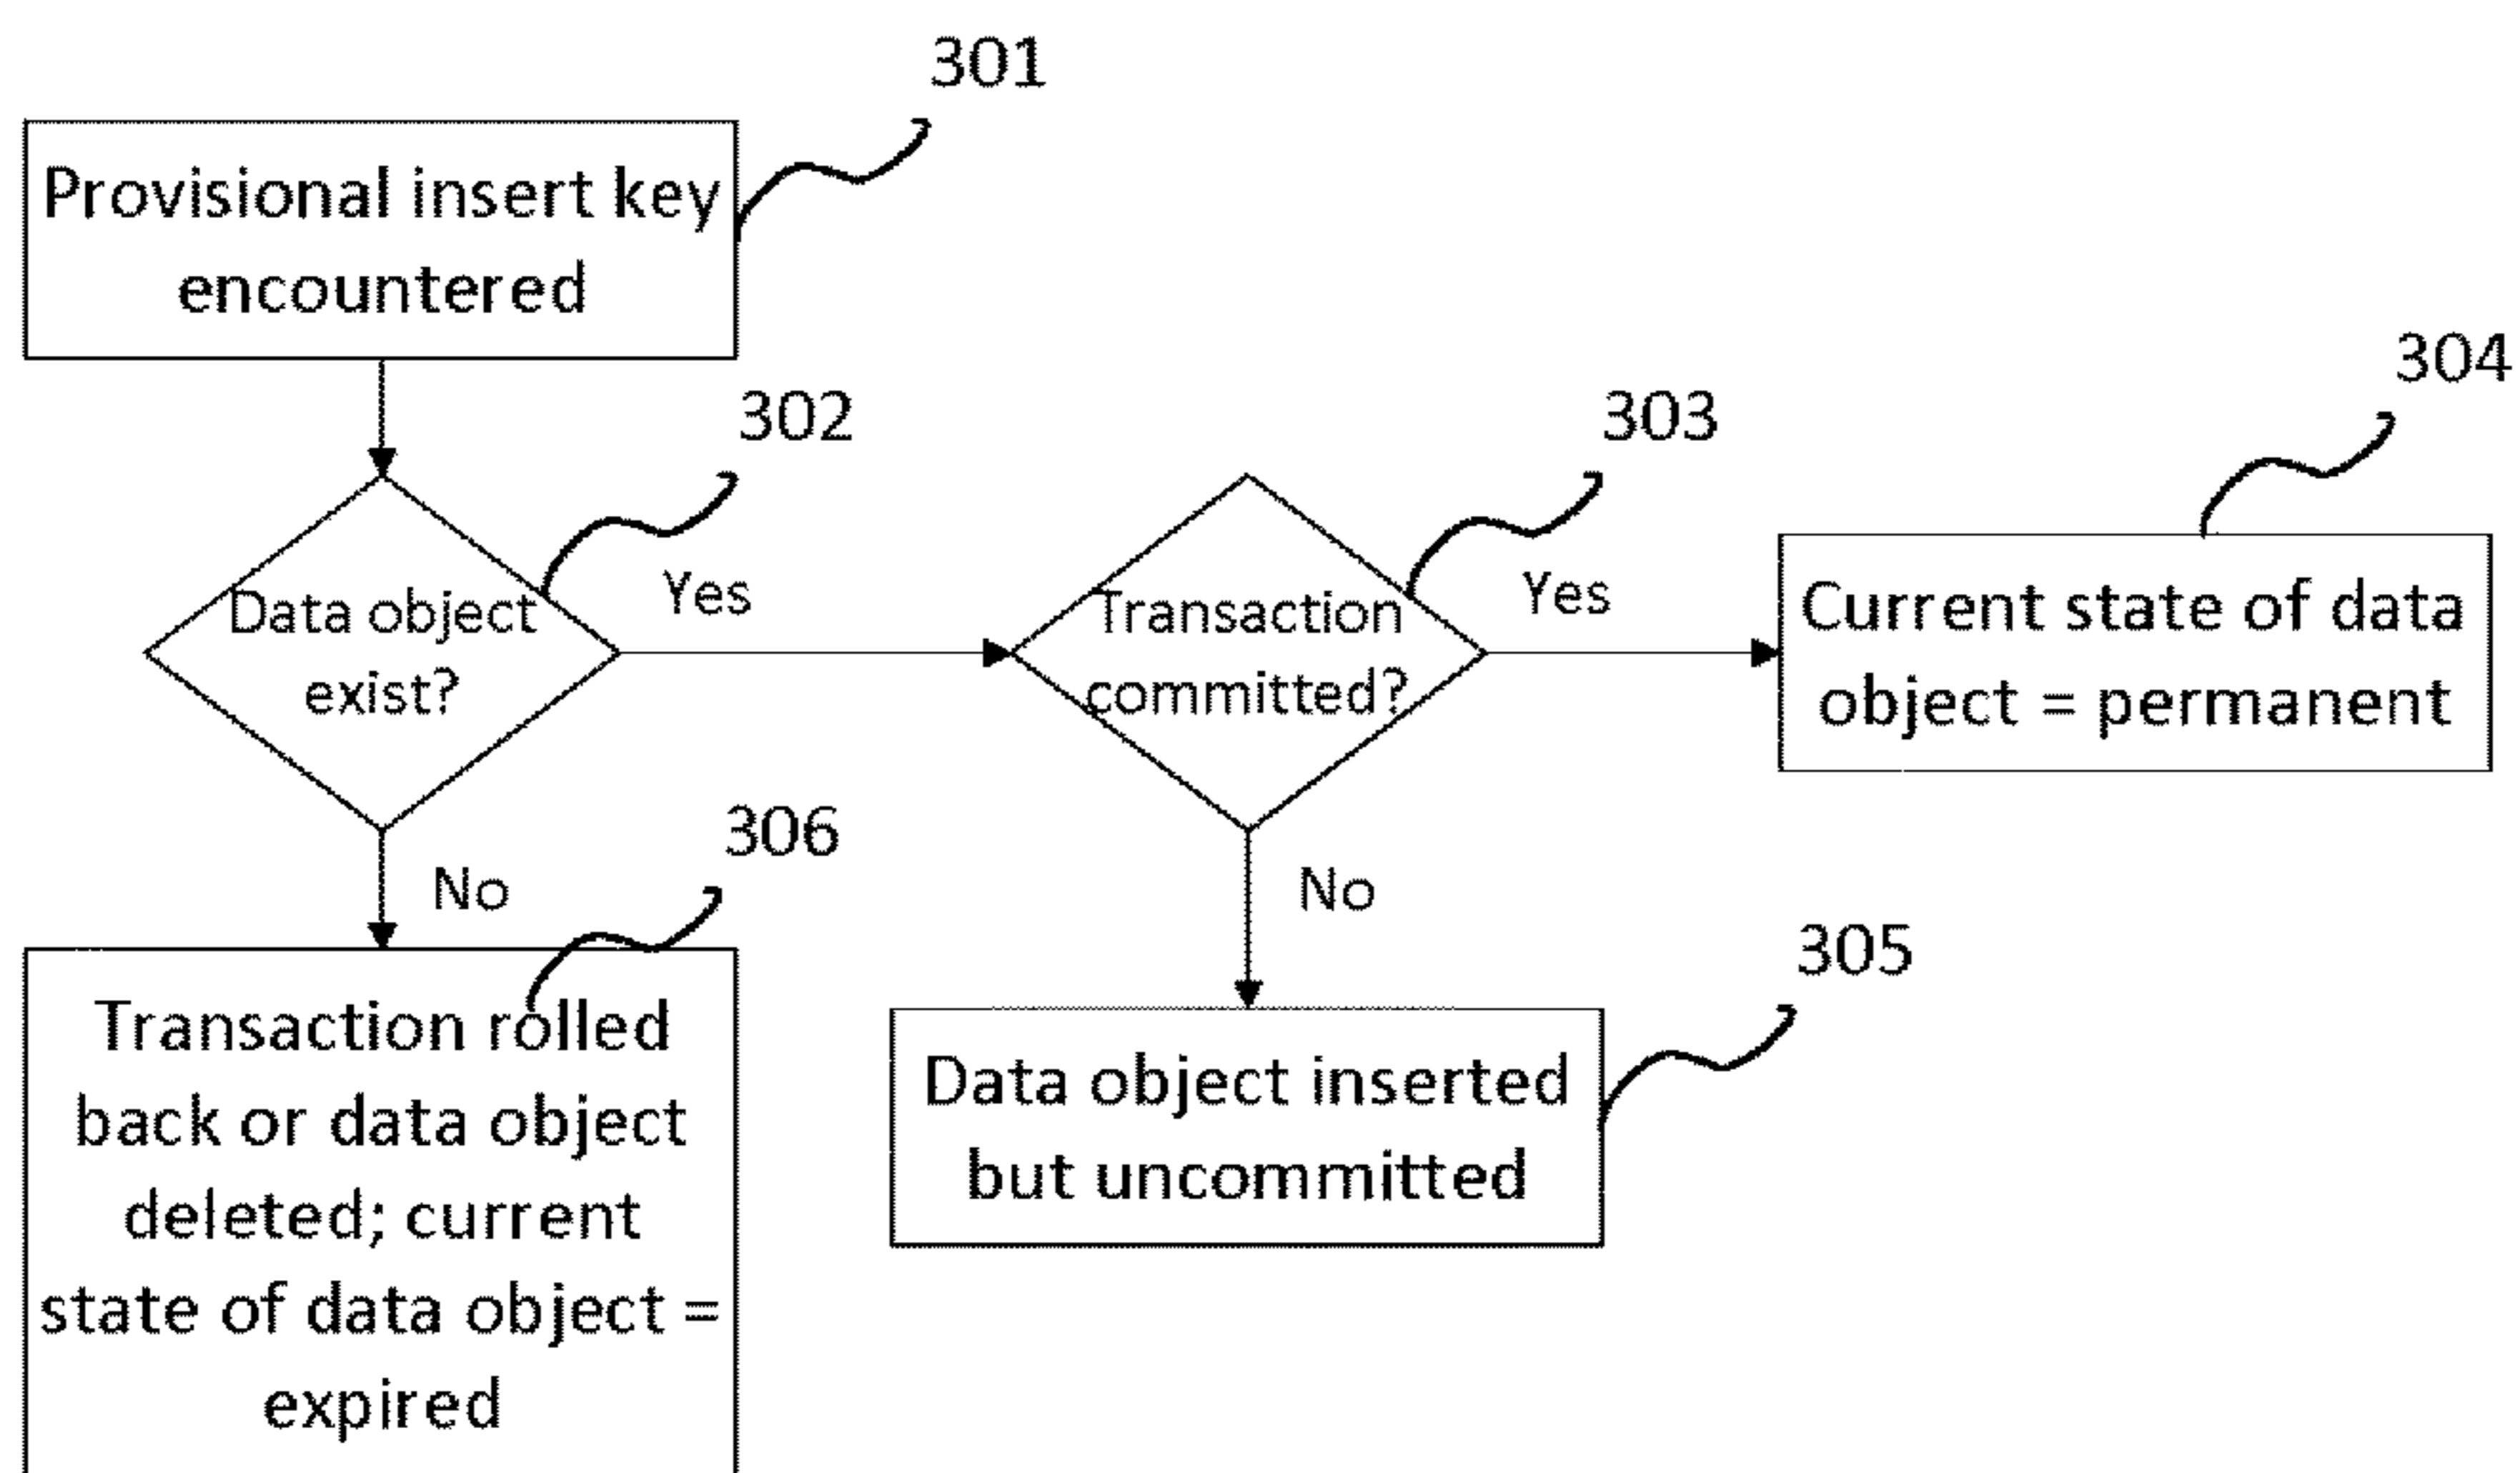 301
Provisional insert key
encountered
302
303
304
Data object
exist?
Yes
Transaction
committed?
Yes
Current state of data
object = permanent
306
No
No
305
Transaction rolled
back or data object
deleted; current
state of data object =
expired
Data object inserted
but uncommitted